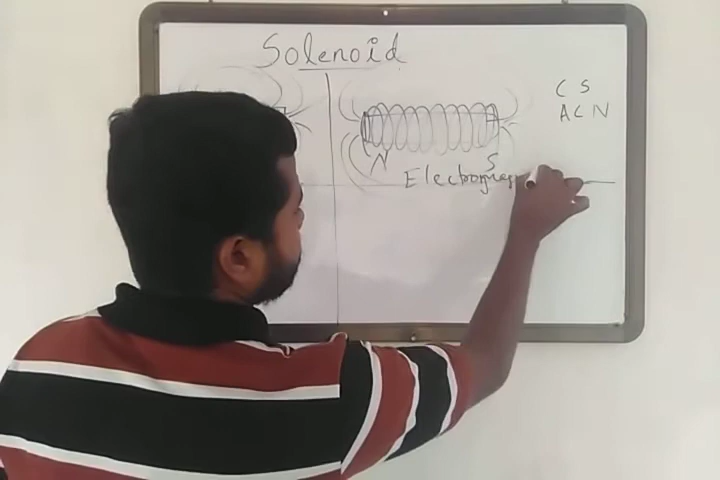 Solenoid
C S
A C N
N S
Electromag